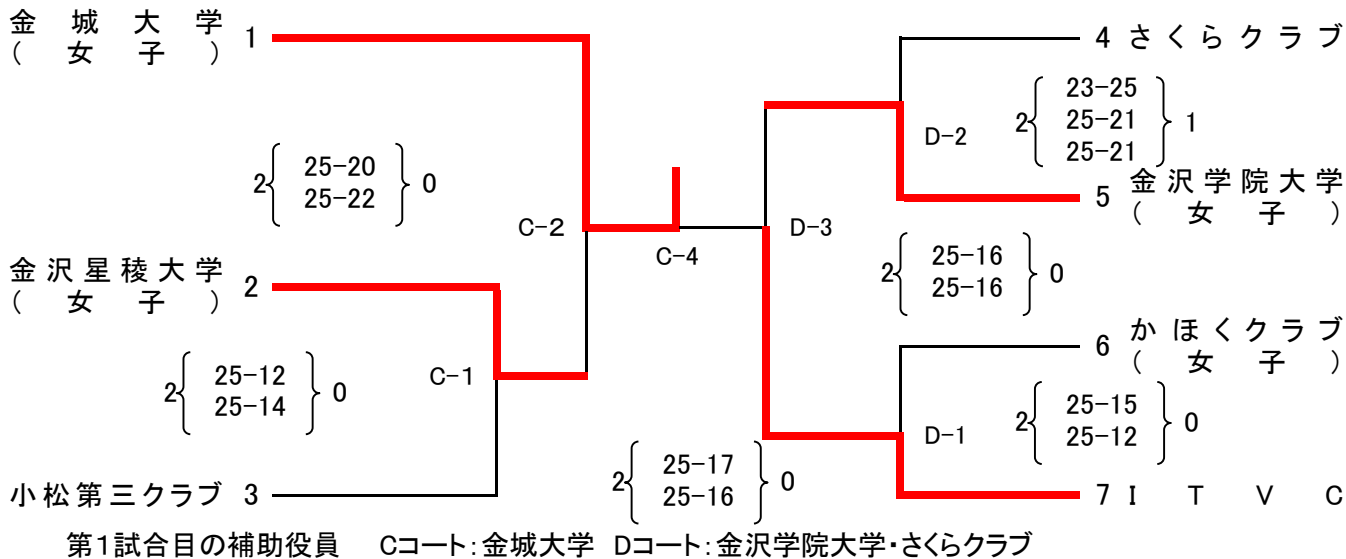 金城大学
(女子) 1
2{ 25-20 } 0
25-22
C-2
金沢星稜大学
(女子) 2
2{ 25-12 } 0
25-14
C-1
小松第三クラブ 3
C-4
2{ 25-17 } 0
25-16
4 さくらクラブ
2{ 23-25 } 1
25-21
25-21
D-2
5 金沢学院大学
(女子)
D-3
2{ 25-16 } 0
25-16
6 かほくクラブ
(女子)
2{ 25-15 } 0
25-12
D-1
7 ITVC
第1試合目の補助役員 Cコート:金城大学 Dコート:金沢学院大学・さくらクラブ